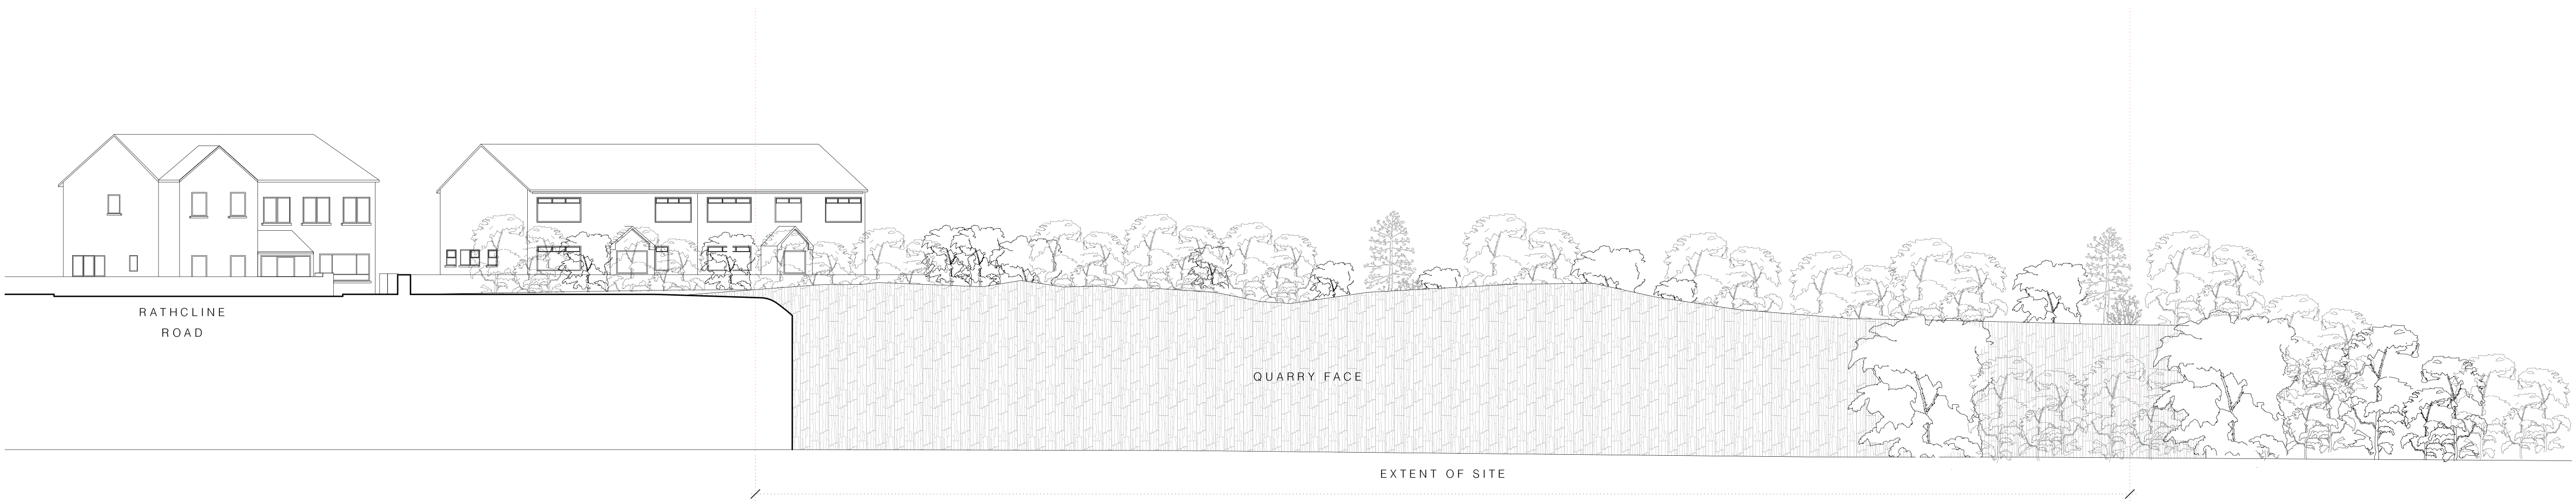 RATHCLINE
ROAD
QUARRY FACE
EXTENT OF SITE